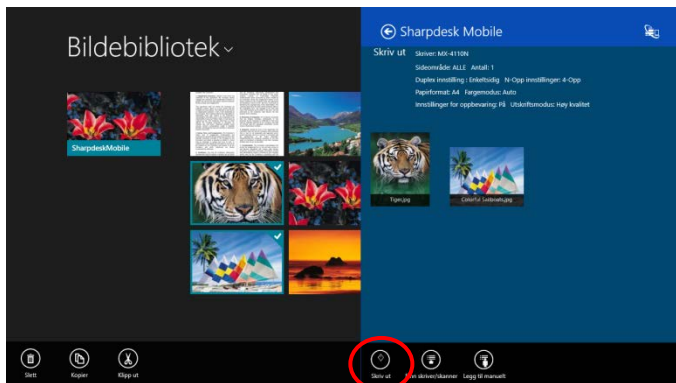 Bildebibliotek
SharpdeskMobile
Slett
Kopier
Klipp ut
Sharpdesk Mobile
Skriv ut
Skriver: MX-4110N
Sideområde: ALLE Antall: 1
Duplex innstilling : Enkeltsidig N-Opp innstillinger: 4-Opp
Papirformat: A4 Fargemodus: Auto
Innstillinger for oppbevaring: På Utskriftsmodus: Høy kvalitet
Tiger.jpg
Colorful Sailboats.jpg
Skriv ut
skriver/skanner
Legg til manuelt